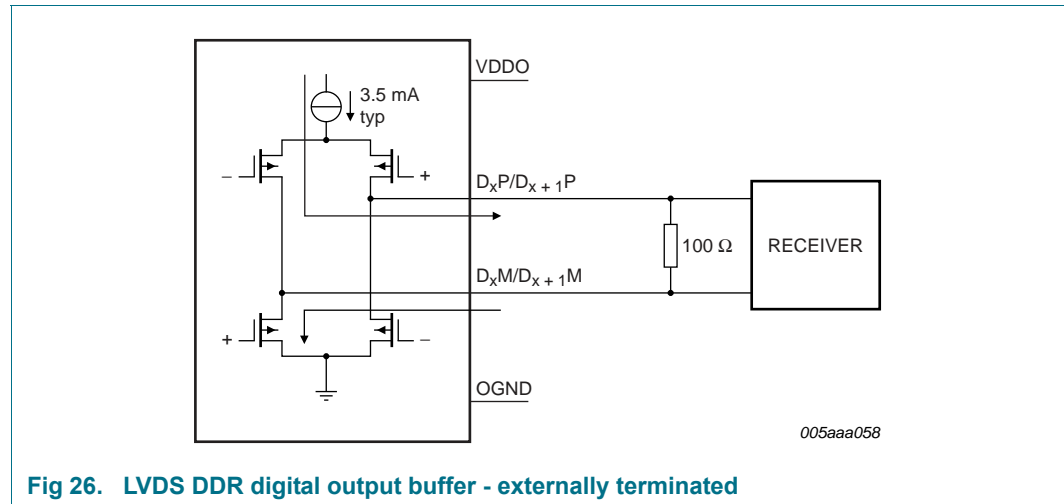 VDDO
3.5 mA
typ
− +
DxP/Dx + 1P
100 Ω
RECEIVER
DxM/Dx + 1M
+ −
OGND
005aaa058
Fig 26. LVDS DDR digital output buffer - externally terminated